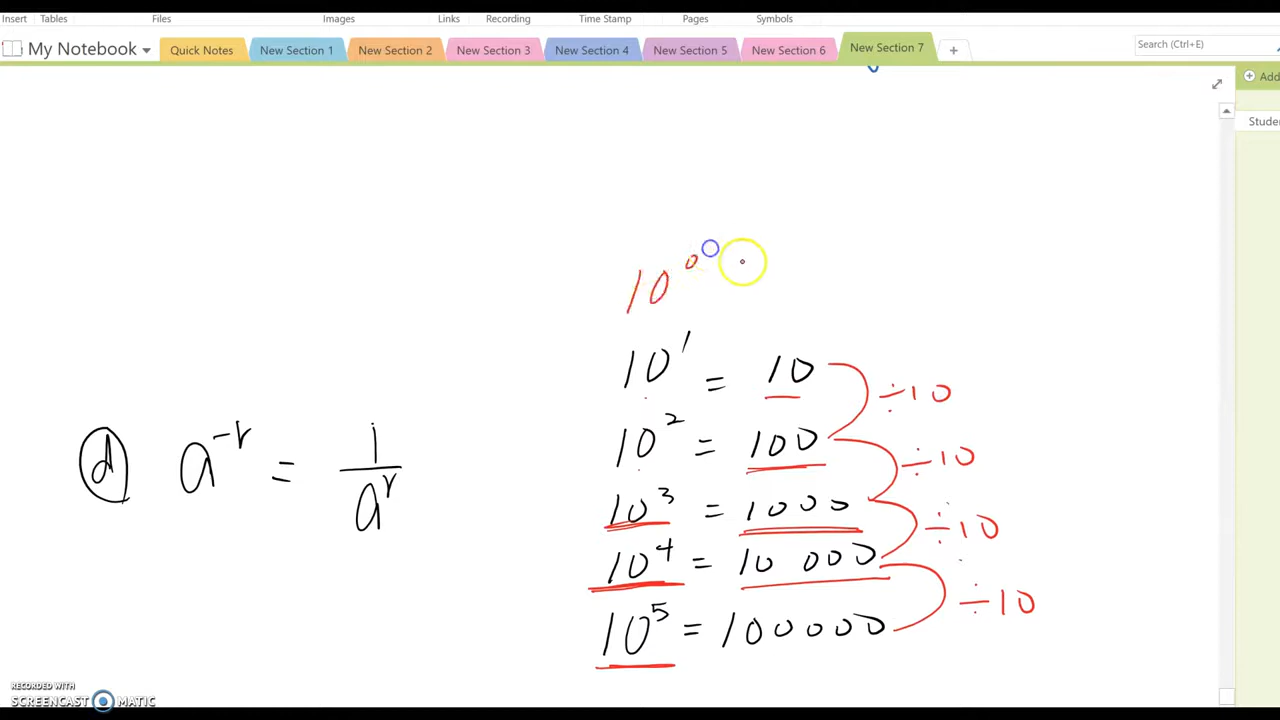 Insert Tables Files Images Links Recording Time Stamp Pages Symbols
My Notebook Quick Notes New Section 1 New Section 2 New Section 3 New Section 4 New Section 5 New Section 6 New Section 7 + Search (Ctrl+E)
Add
Studen
10⁰
10¹ = 10 ÷10
10² = 100 ÷10
10³ = 1000 ÷10
10⁴ = 10 000 ÷10
10⁵ = 100000
ⓓ a⁻ʳ = 1/aʳ
RECORDED WITH
SCREENCAST MATIC